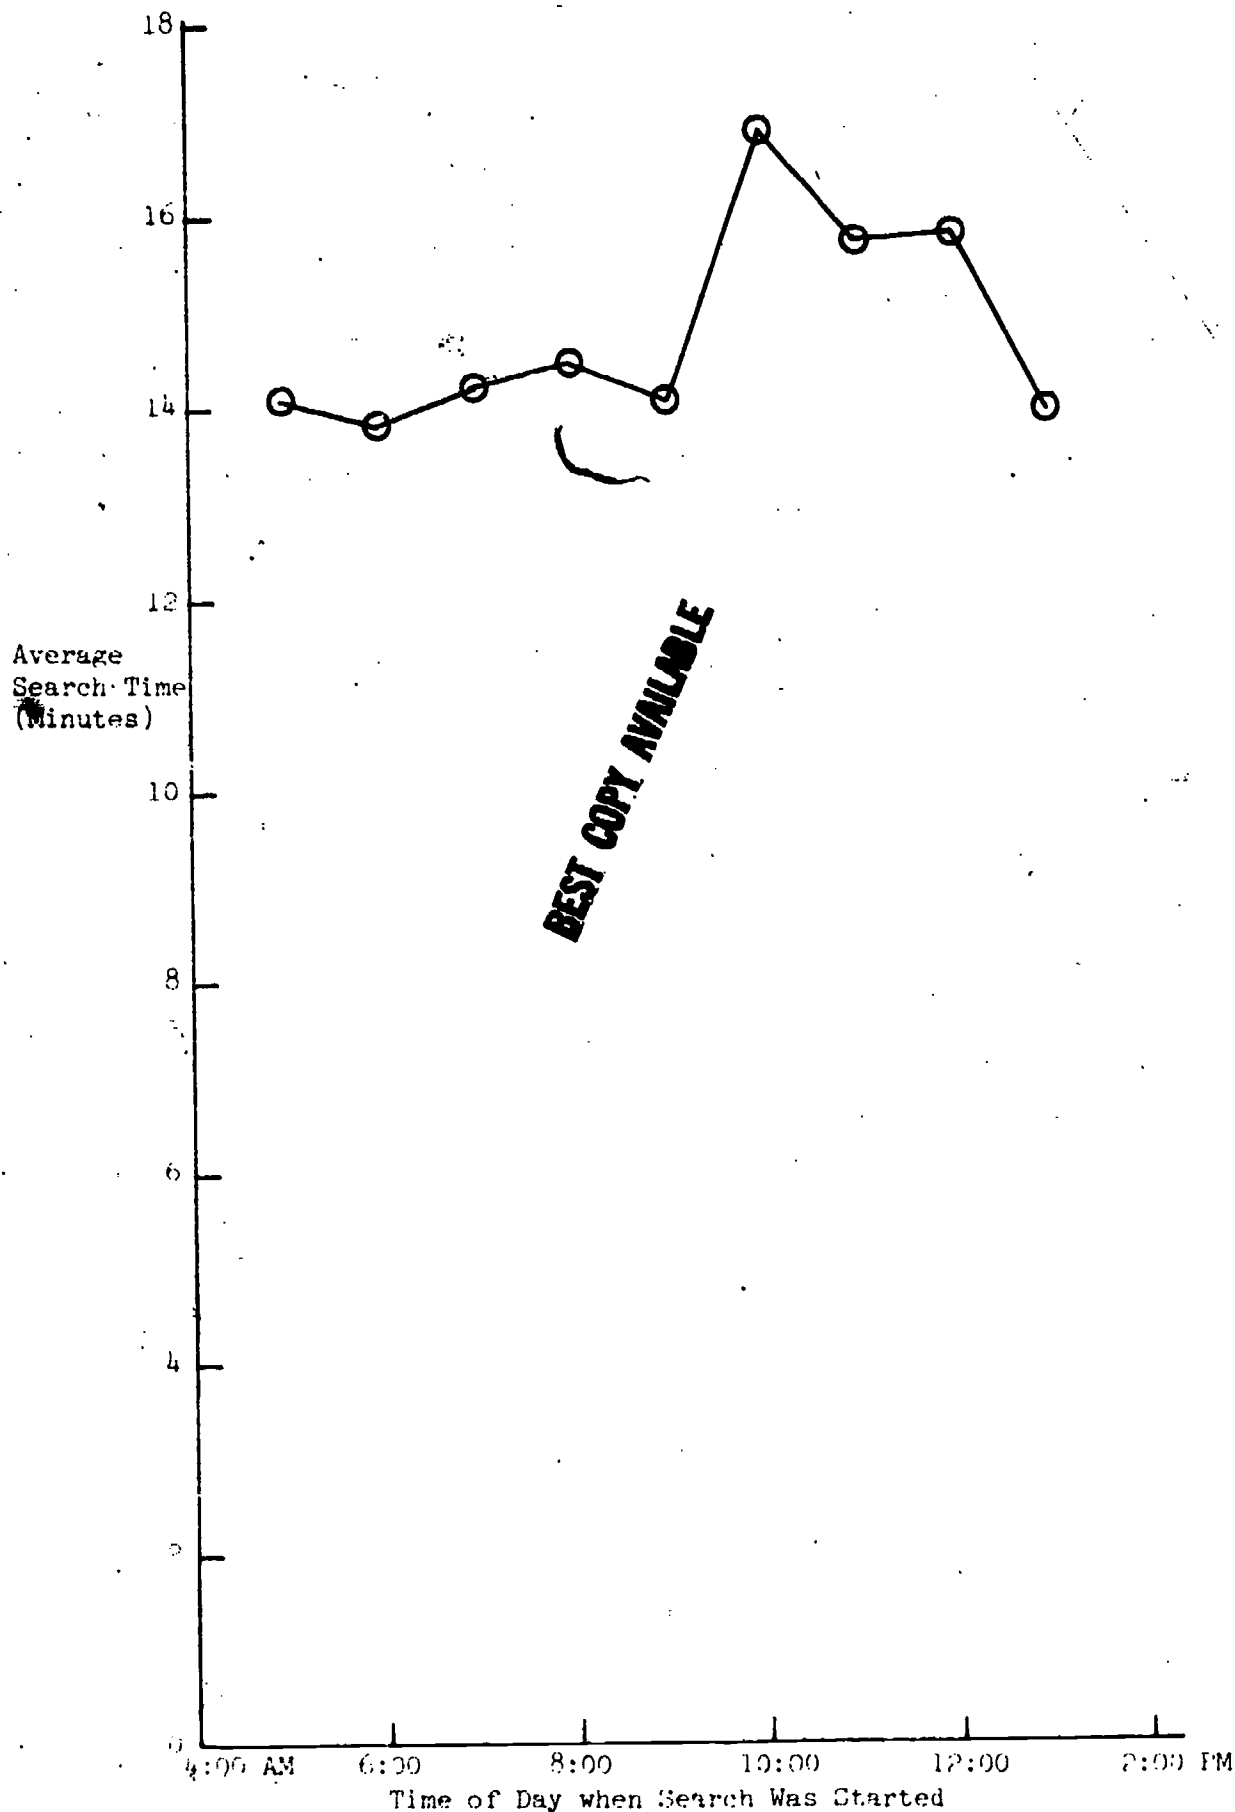 18
16
14
12
Average
Search Time
(Minutes)
10
BEST COPY AVAILABLE
8
6
4
2
0
4:00 AM 6:00 8:00 10:00 12:00 2:00 PM
Time of Day when Search Was Started